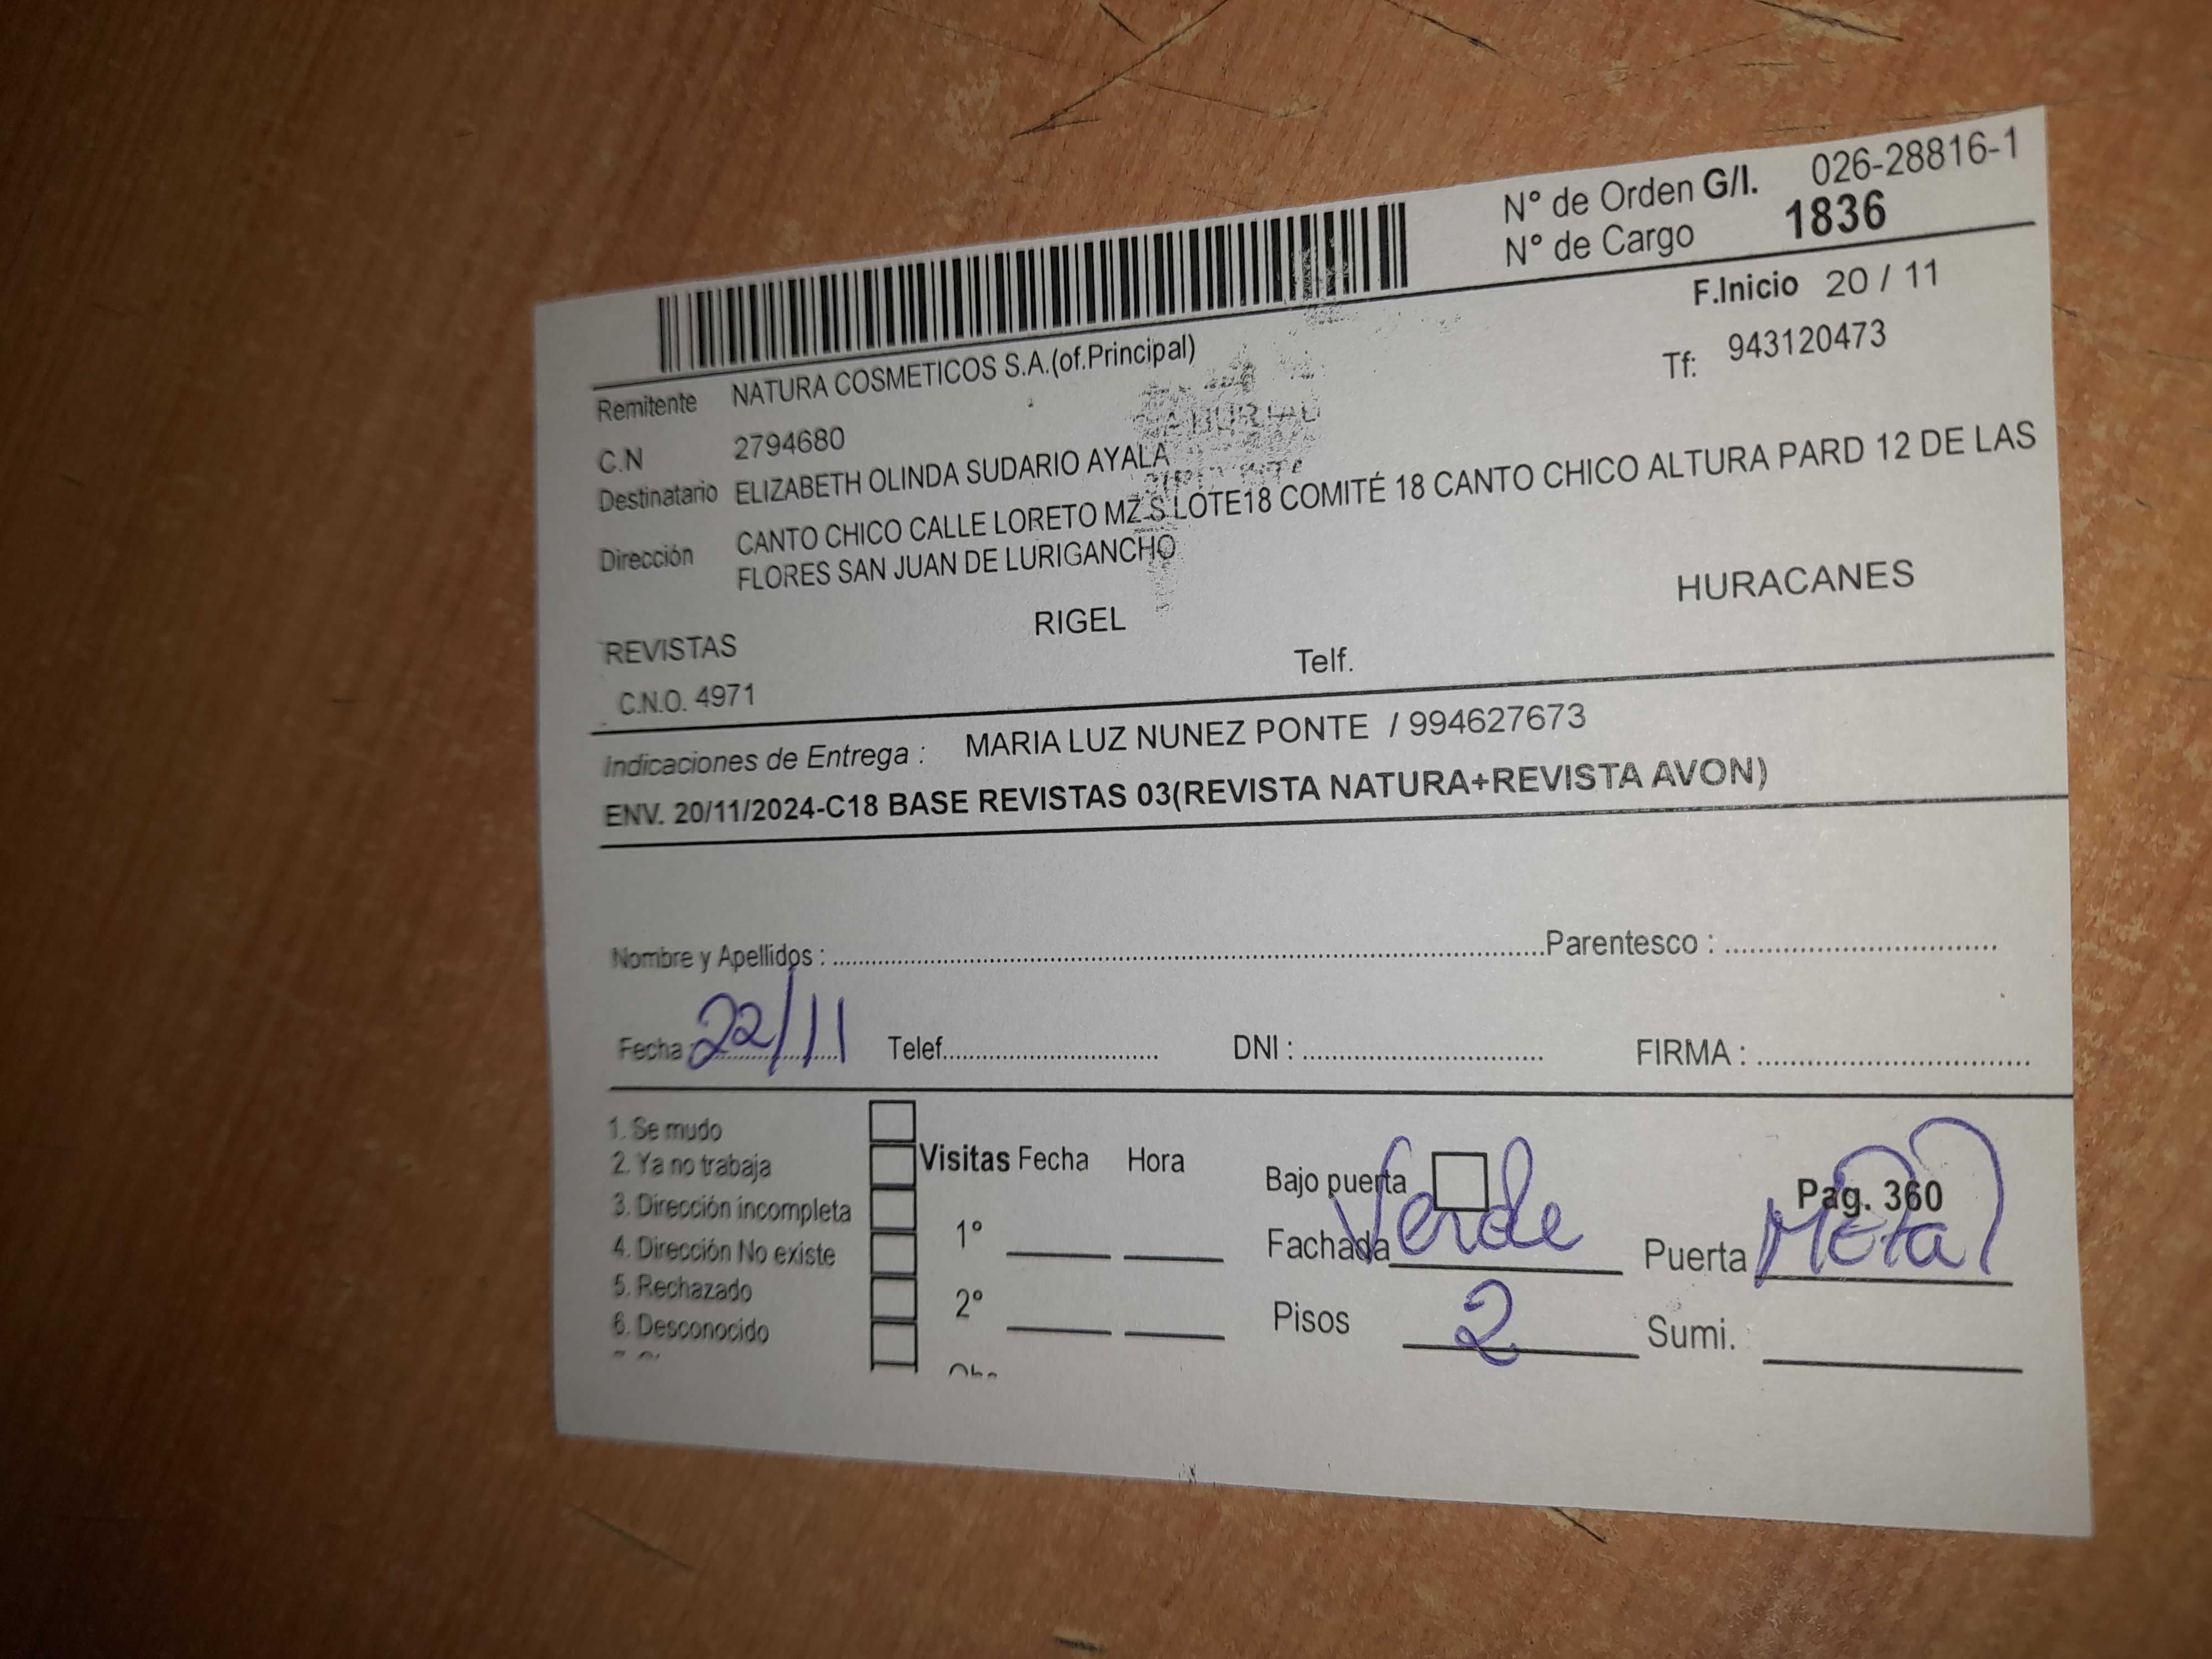 N° de Orden G/I. 026-28816-1
N° de Cargo 1836
F.Inicio 20 / 11
Remitente NATURA COSMETICOS S.A.(of.Principal)
Tf: 943120473
C.N 2794680
Destinatario ELIZABETH OLINDA SUDARIO AYALA
Dirección CANTO CHICO CALLE LORETO MZ S LOTE18 COMITÉ 18 CANTO CHICO ALTURA PARD 12 DE LAS
FLORES SAN JUAN DE LURIGANCHO
REVISTAS RIGEL HURACANES
C.N.O. 4971 Telf.
Indicaciones de Entrega : MARIA LUZ NUNEZ PONTE / 994627673
ENV. 20/11/2024-C18 BASE REVISTAS 03(REVISTA NATURA+REVISTA AVON)
Nombre y Apellidos : Parentesco :
Fecha : 22/11 Telef. DNI : FIRMA :
1. Se mudo
2. Ya no trabaja
3. Dirección incompleta
4. Dirección No existe
5. Rechazado
6. Desconocido
Visitas Fecha Hora
1°
2°
Bajo puerta Pag. 360
Fachada Verde Puerta Metal
Pisos 2 Sumi.